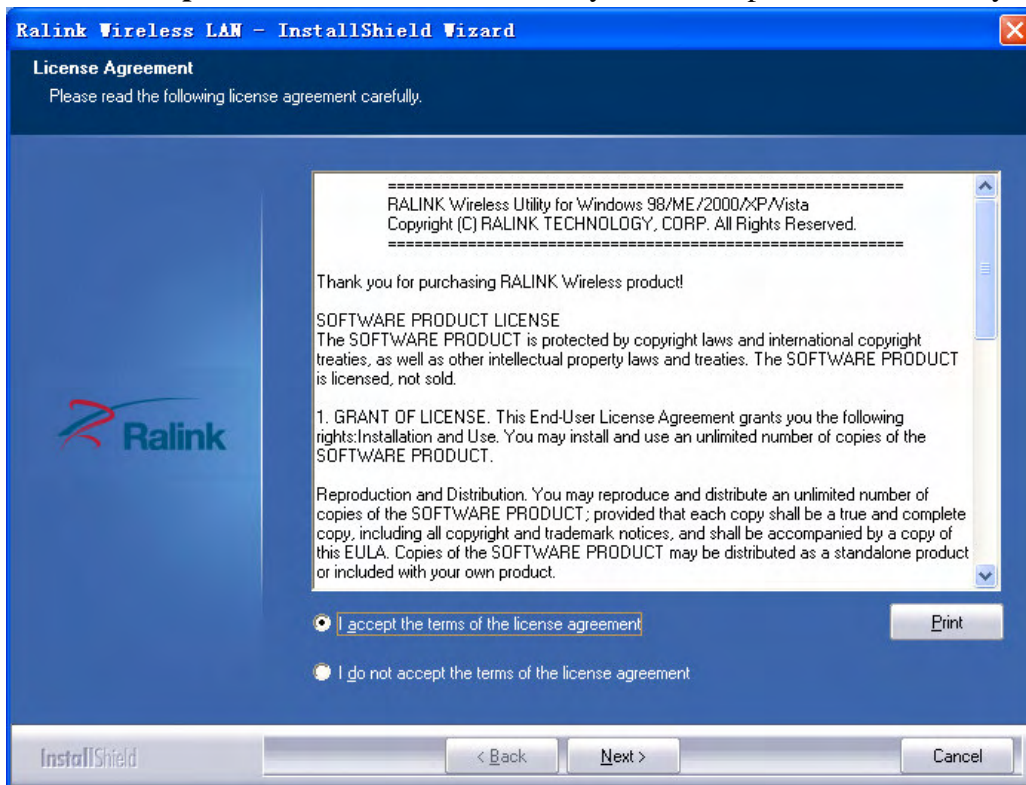 Ralink Wireless LAN - InstallShield Wizard
License Agreement
Please read the following license agreement carefully.
==========================================================
RALINK Wireless Utility for Windows 98/ME/2000/XP/Vista
Copyright (C) RALINK TECHNOLOGY, CORP. All Rights Reserved.
==========================================================
Thank you for purchasing RALINK Wireless product!
SOFTWARE PRODUCT LICENSE
The SOFTWARE PRODUCT is protected by copyright laws and international copyright
treaties, as well as other intellectual property laws and treaties. The SOFTWARE PRODUCT
is licensed, not sold.
1. GRANT OF LICENSE. This End-User License Agreement grants you the following
rights:Installation and Use. You may install and use an unlimited number of copies of the
SOFTWARE PRODUCT.
Reproduction and Distribution. You may reproduce and distribute an unlimited number of
copies of the SOFTWARE PRODUCT; provided that each copy shall be a true and complete
copy, including all copyright and trademark notices, and shall be accompanied by a copy of
this EULA. Copies of the SOFTWARE PRODUCT may be distributed as a standalone product
or included with your own product.
Ralink
I accept the terms of the license agreement
Print
I do not accept the terms of the license agreement
InstallShield
< Back
Next >
Cancel